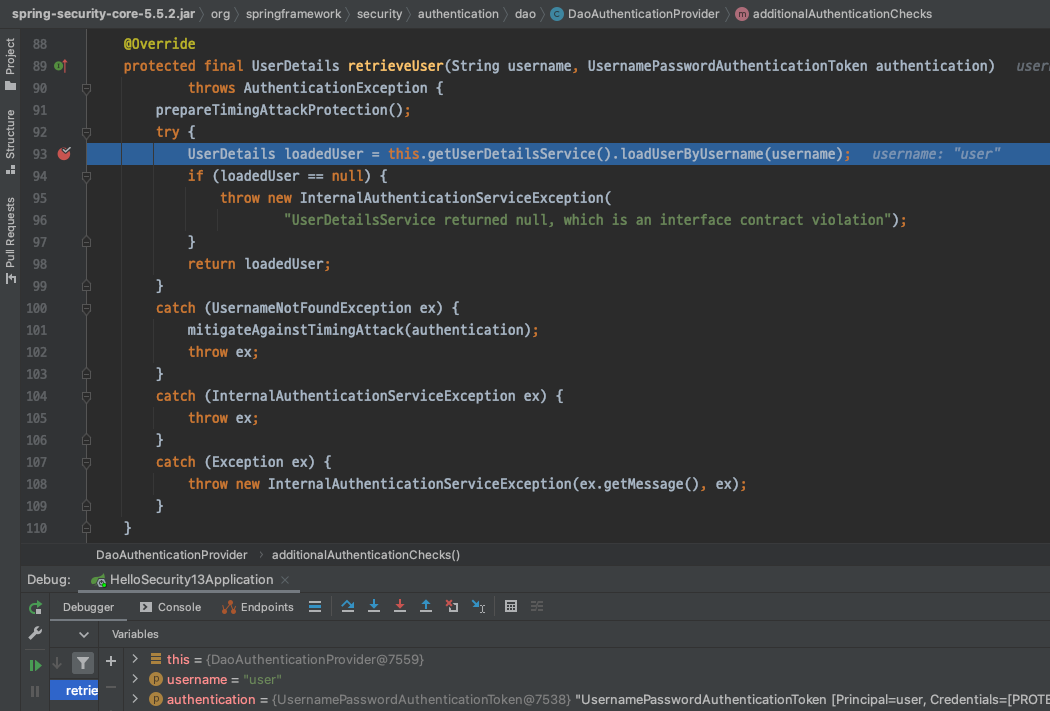 spring-security-core-5.5.2.jar org springframework security authentication dao DaoAuthenticationProvider additionalAuthenticationChecks
Project
Structure
Pull Requests
88 @Override
89 protected final UserDetails retrieveUser(String username, UsernamePasswordAuthenticationToken authentication) user
90 throws AuthenticationException {
91 prepareTimingAttackProtection();
92 try {
93 UserDetails loadedUser = this.getUserDetailsService().loadUserByUsername(username); username: "user"
94 if (loadedUser == null) {
95 throw new InternalAuthenticationServiceException(
96 "UserDetailsService returned null, which is an interface contract violation");
97 }
98 return loadedUser;
99 }
100 catch (UsernameNotFoundException ex) {
101 mitigateAgainstTimingAttack(authentication);
102 throw ex;
103 }
104 catch (InternalAuthenticationServiceException ex) {
105 throw ex;
106 }
107 catch (Exception ex) {
108 throw new InternalAuthenticationServiceException(ex.getMessage(), ex);
109 }
110 }
DaoAuthenticationProvider additionalAuthenticationChecks()
Debug: HelloSecurity13Application
Debugger Console Endpoints
Variables
this = {DaoAuthenticationProvider@7559}
username = "user"
retrie
authentication = {UsernamePasswordAuthenticationToken@7538} "UsernamePasswordAuthenticationToken [Principal=user, Credentials=[PROTE